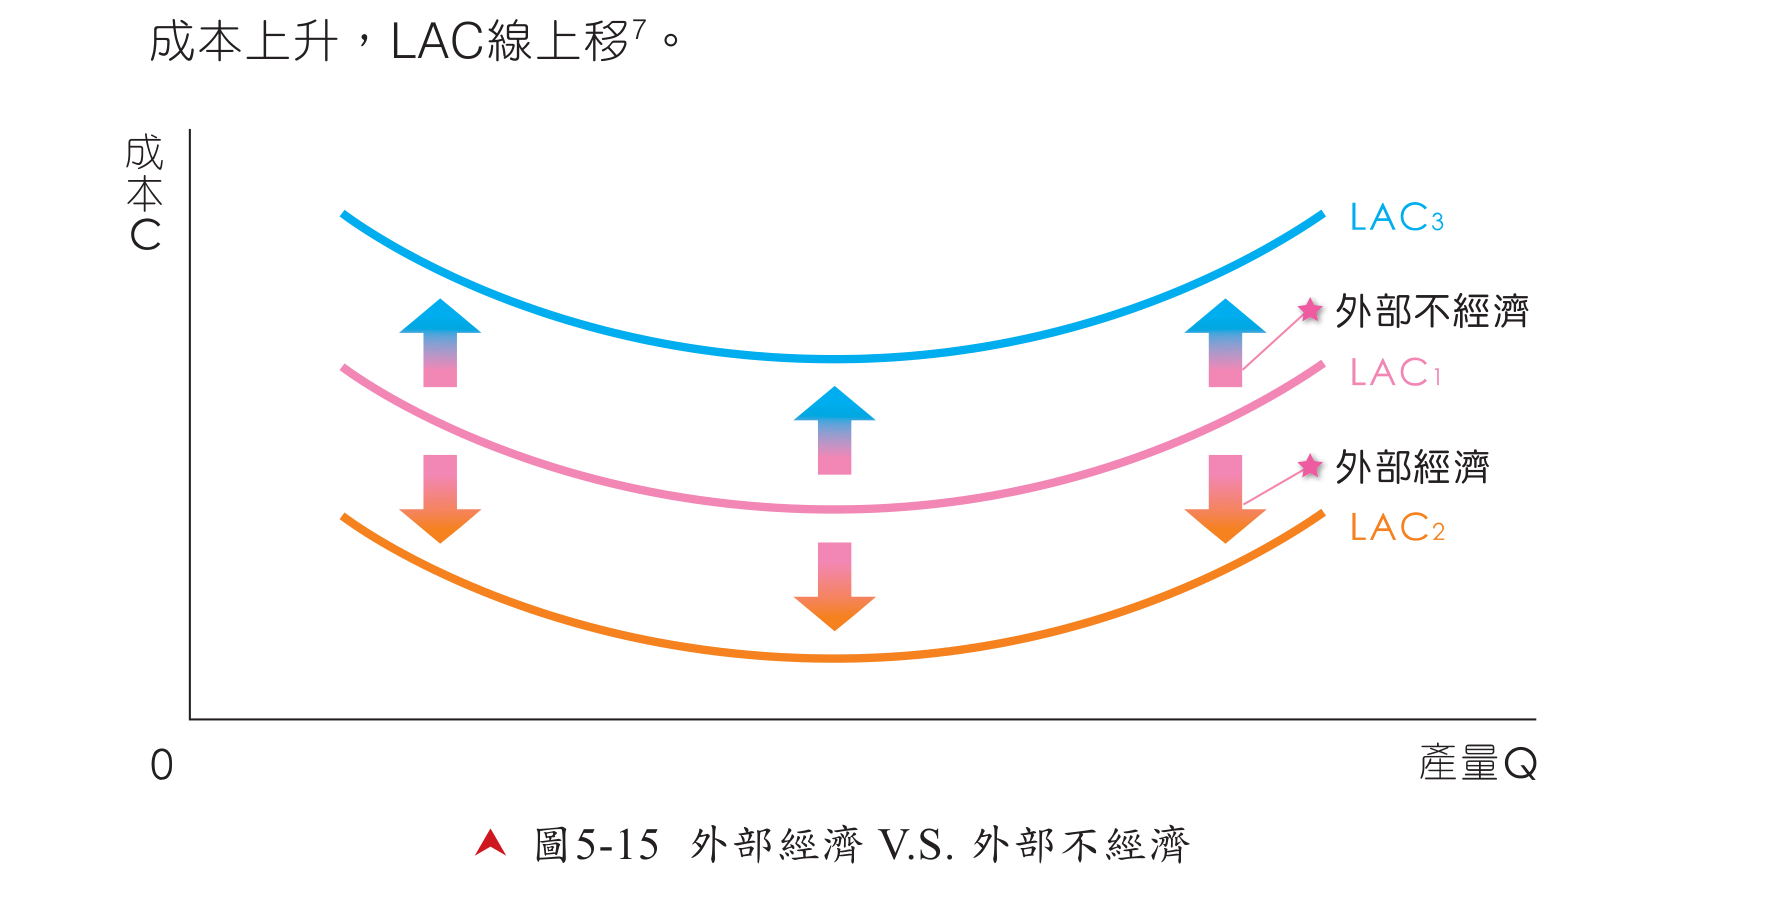 成本上升，LAC線上移7。
成本C
LAC3
外部不經濟
LAC1
外部經濟
LAC2
0
產量Q
圖5-15 外部經濟 V.S. 外部不經濟